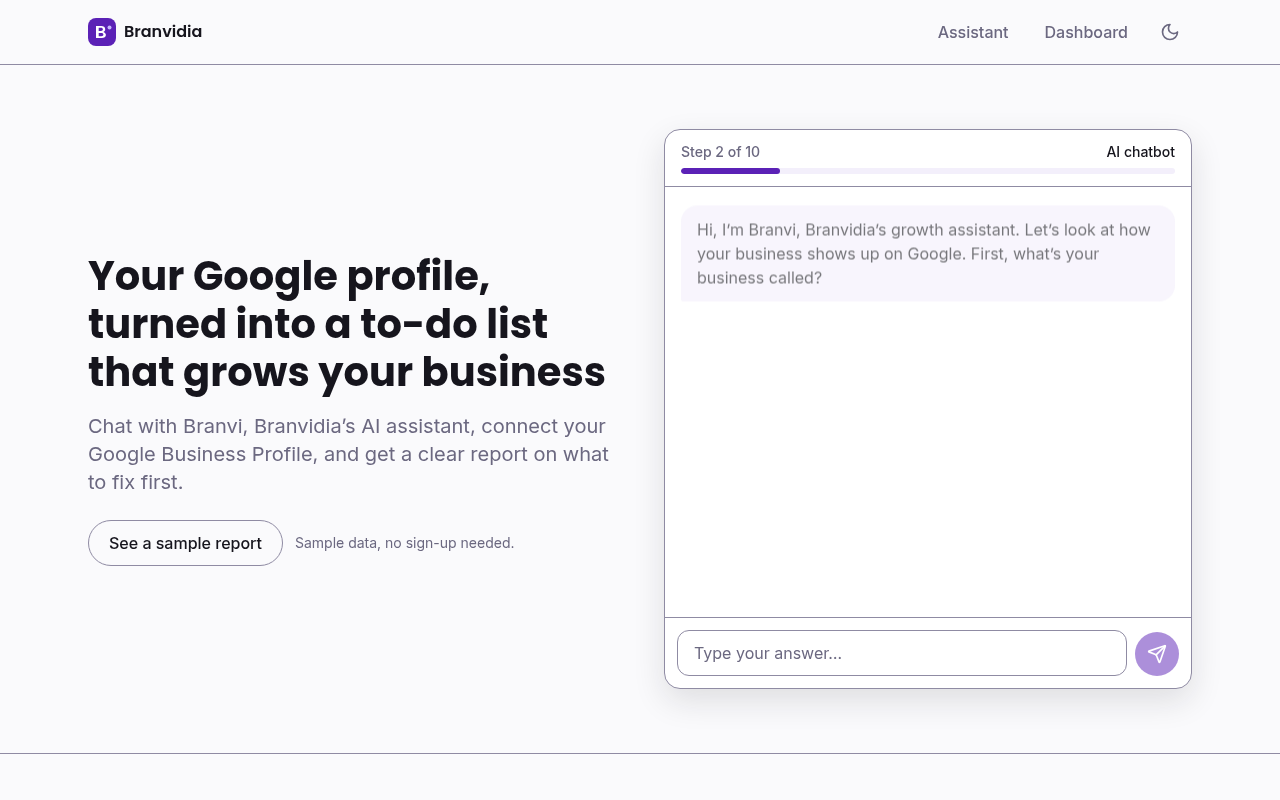 B
Branvidia
Assistant
Dashboard
Your Google profile,
turned into a to-do list
that grows your business
Chat with Branvi, Branvidia’s AI assistant, connect your
Google Business Profile, and get a clear report on what
to fix first.
See a sample report
Sample data, no sign-up needed.
Step 2 of 10
AI chatbot
Hi, I’m Branvi, Branvidia’s growth assistant. Let’s look at how
your business shows up on Google. First, what’s your
business called?
Type your answer…